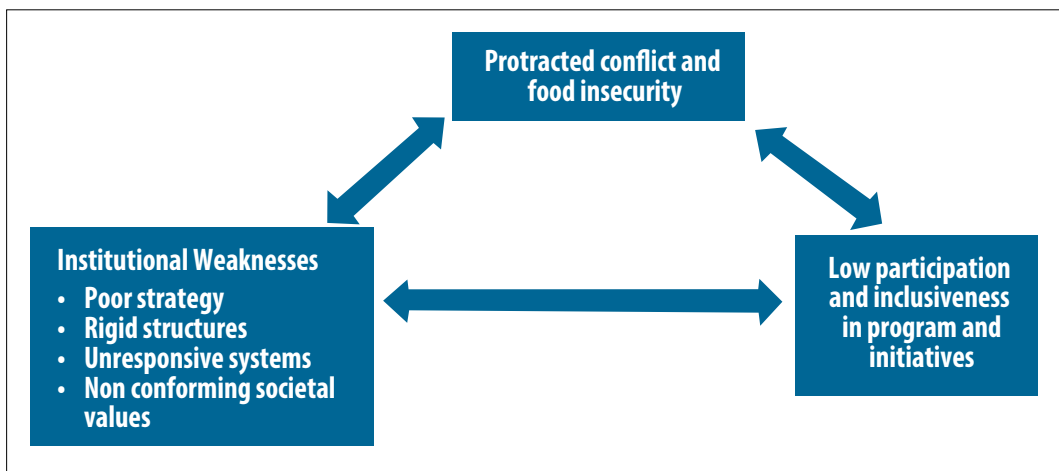 Protracted conflict and
food insecurity
Institutional Weaknesses
• Poor strategy
• Rigid structures
• Unresponsive systems
• Non conforming societal
values
Low participation
and inclusiveness
in program and
initiatives